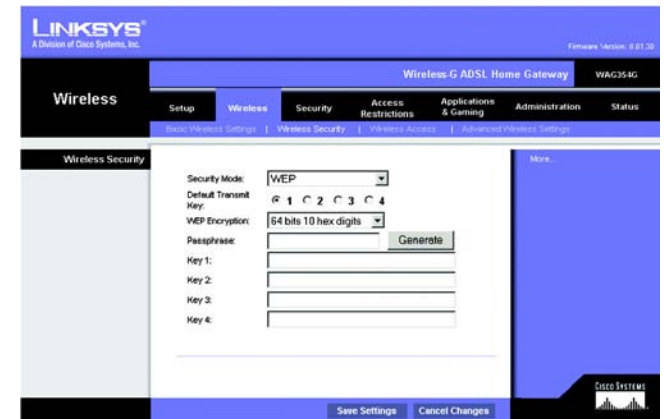 LINKSYS®
A Division of Cisco Systems, Inc.
Firmware Version: 0.01.30
Wireless-G ADSL Home Gateway WAG354G
Wireless
Setup Wireless Security Access Restrictions Applications & Gaming Administration Status
Basic Wireless Settings | Wireless Security | Wireless Access | Advanced Wireless Settings
Wireless Security
More...
Security Mode: WEP
Default Transmit Key: 1 2 3 4
WEP Encryption: 64 bits 10 hex digits
Passphrase: Generate
Key 1:
Key 2:
Key 3:
Key 4:
Save Settings Cancel Changes
CISCO SYSTEMS